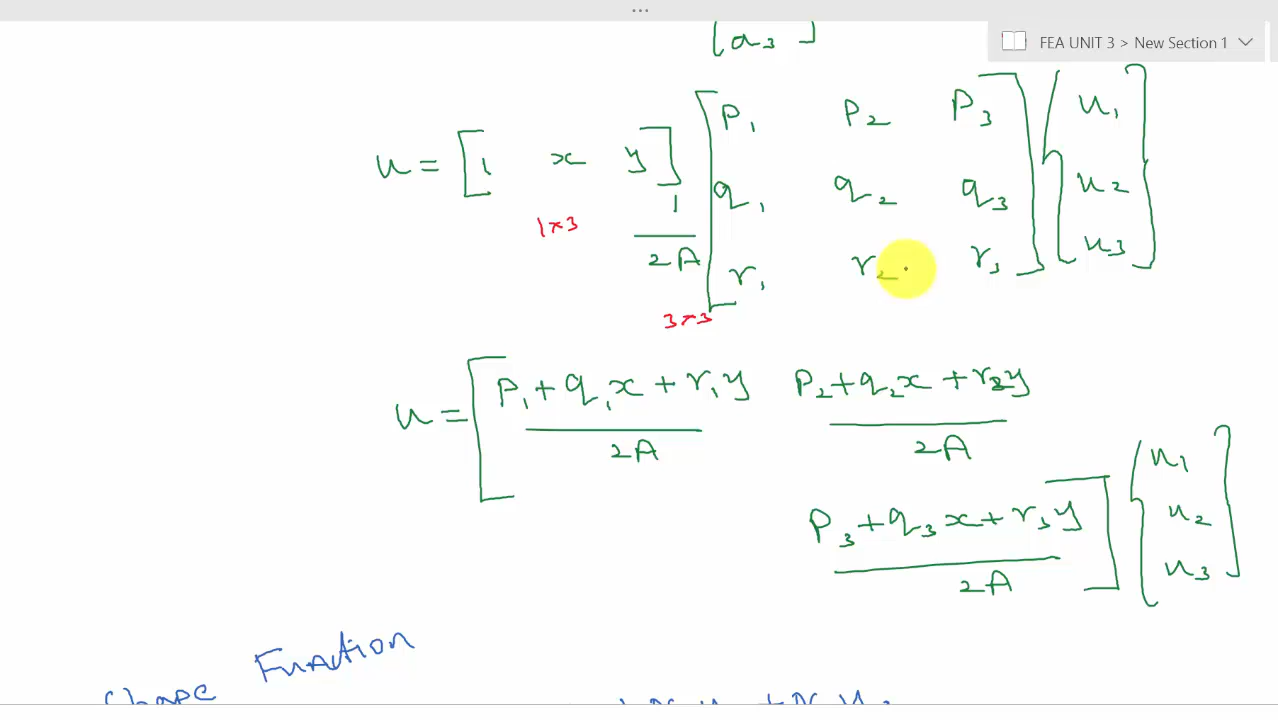 ...
a3
FEA UNIT 3 > New Section 1
u = [1 x y] 1/2A [p1 p2 p3
q1 q2 q3
r1 r2 r3] {u1
u2
u3}
1×3
3×3
u = [p1+q1x+r1y/2A p2+q2x+r2y/2A
p3+q3x+r3y/2A] {u1
u2
u3}
Function
Shape